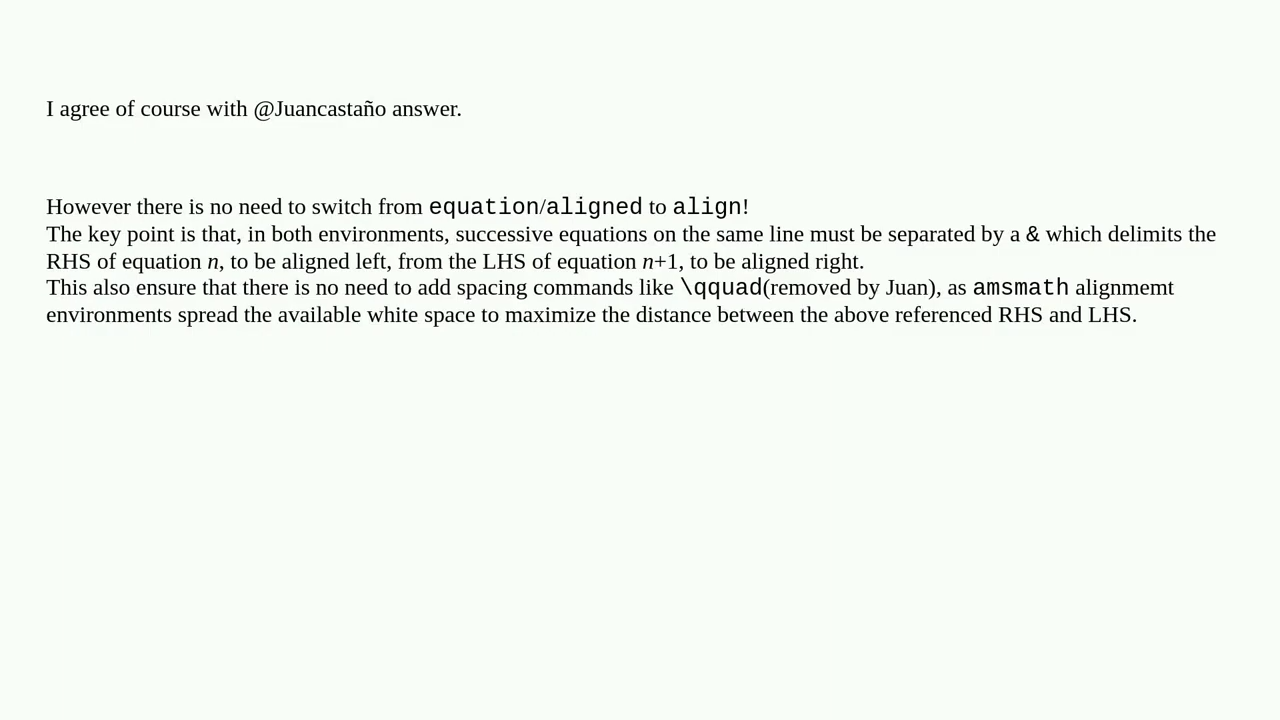 I agree of course with @Juancastaño answer.
However there is no need to switch from equation/aligned to align!
The key point is that, in both environments, successive equations on the same line must be separated by a & which delimits the
RHS of equation n, to be aligned left, from the LHS of equation n+1, to be aligned right.
This also ensure that there is no need to add spacing commands like \qquad(removed by Juan), as amsmath alignmemt
environments spread the available white space to maximize the distance between the above referenced RHS and LHS.